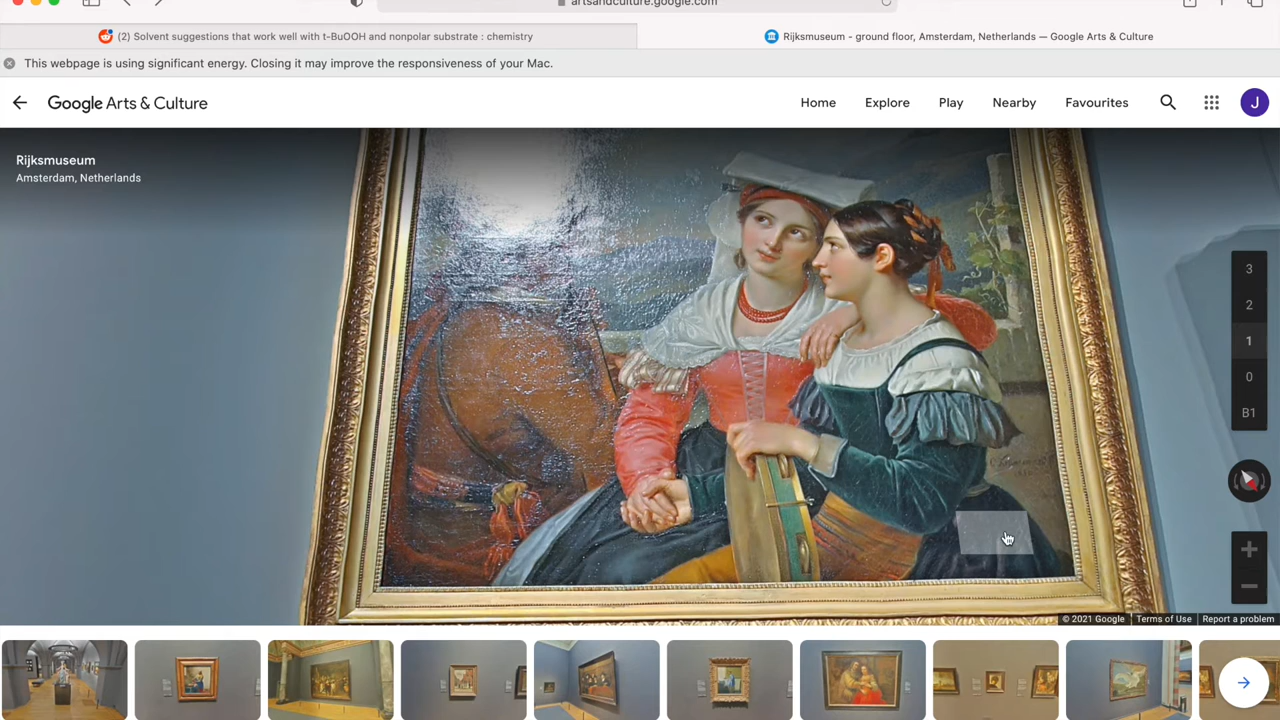 artsandculture.google.com
(2) Solvent suggestions that work well with t-BuOOH and nonpolar substrate : chemistry
Rijksmuseum - ground floor, Amsterdam, Netherlands — Google Arts & Culture
This webpage is using significant energy. Closing it may improve the responsiveness of your Mac.
Google Arts & Culture
Home
Explore
Play
Nearby
Favourites
J
Rijksmuseum
Amsterdam, Netherlands
3
2
1
0
B1
© 2021 Google
Terms of Use
Report a problem